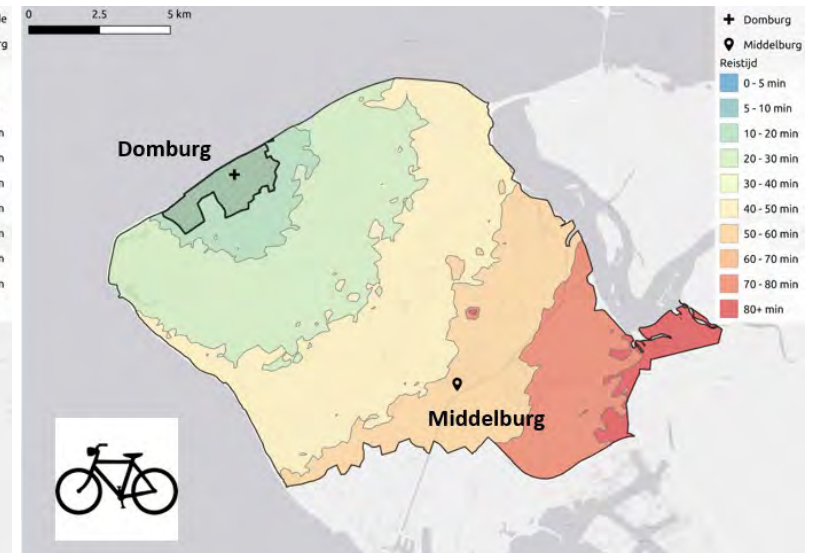 0 2.5 5 km
Domburg
Middelburg
Domburg
Middelburg
Reistijd
0 - 5 min
5 - 10 min
10 - 20 min
20 - 30 min
30 - 40 min
40 - 50 min
50 - 60 min
60 - 70 min
70 - 80 min
80+ min